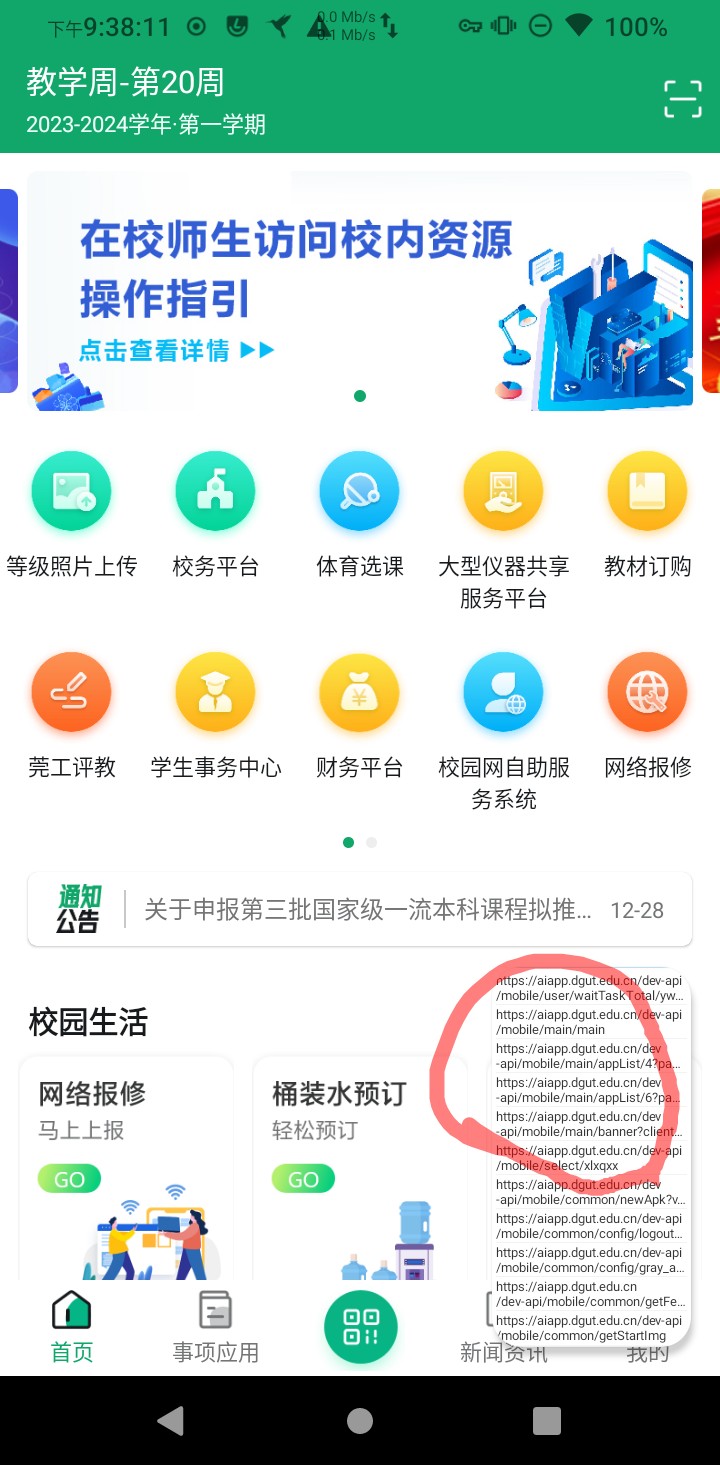 下午9:38:11
0.0 Mb/s
0.1 Mb/s
100%
教学周-第20周
2023-2024学年·第一学期
在校师生访问校内资源
操作指引
点击查看详情
等级照片上传
校务平台
体育选课
大型仪器共享
服务平台
教材订购
莞工评教
学生事务中心
财务平台
校园网自助服
务系统
网络报修
通知
公告
关于申报第三批国家级一流本科课程拟推...
12-28
校园生活
网络报修
马上上报
GO
桶装水预订
轻松预订
GO
https://aiapp.dgut.edu.cn/dev-api
/mobile/user/waitTaskTotal/yw...
https://aiapp.dgut.edu.cn/dev-api
/mobile/main/main
https://aiapp.dgut.edu.cn/dev
-api/mobile/main/appList/4?pa...
https://aiapp.dgut.edu.cn/dev
-api/mobile/main/appList/6?pa...
https://aiapp.dgut.edu.cn/dev
-api/mobile/main/banner?client...
https://aiapp.dgut.edu.cn/dev-api
/mobile/select/xlxqxx
https://aiapp.dgut.edu.cn/dev
-api/mobile/common/newApk?v...
https://aiapp.dgut.edu.cn/dev-api
/mobile/common/config/logout...
https://aiapp.dgut.edu.cn/dev-api
/mobile/common/config/gray_a...
https://aiapp.dgut.edu.cn
/dev-api/mobile/common/getFe...
https://aiapp.dgut.edu.cn/dev-api
/mobile/common/getStartImg
首页
事项应用
新闻资讯
我的